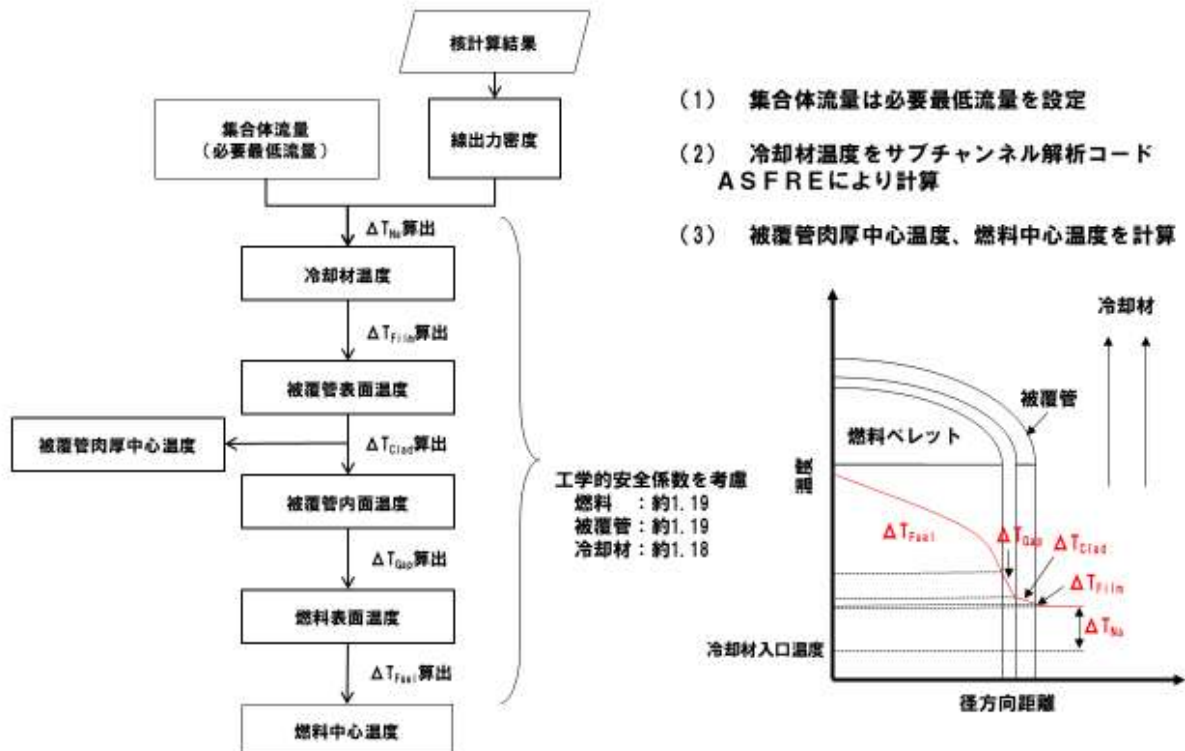 核計算結果
集合体流量
(必要最低流量)
線出力密度
ΔTNa算出
冷却材温度
ΔTFilm算出
被覆管表面温度
被覆管肉厚中心温度
ΔTClad算出
被覆管内面温度
ΔTGap算出
燃料表面温度
ΔTFuel算出
燃料中心温度
工学的安全係数を考慮
燃料 :約1.19
被覆管:約1.19
冷却材:約1.18
(1) 集合体流量は必要最低流量を設定
(2) 冷却材温度をサブチャンネル解析コード
ASFREにより計算
(3) 被覆管肉厚中心温度、燃料中心温度を計算
冷却材
被覆管
燃料ペレット
温度
ΔTFuel
ΔTGap
ΔTClad
ΔTFilm
ΔTNa
冷却材入口温度
径方向距離